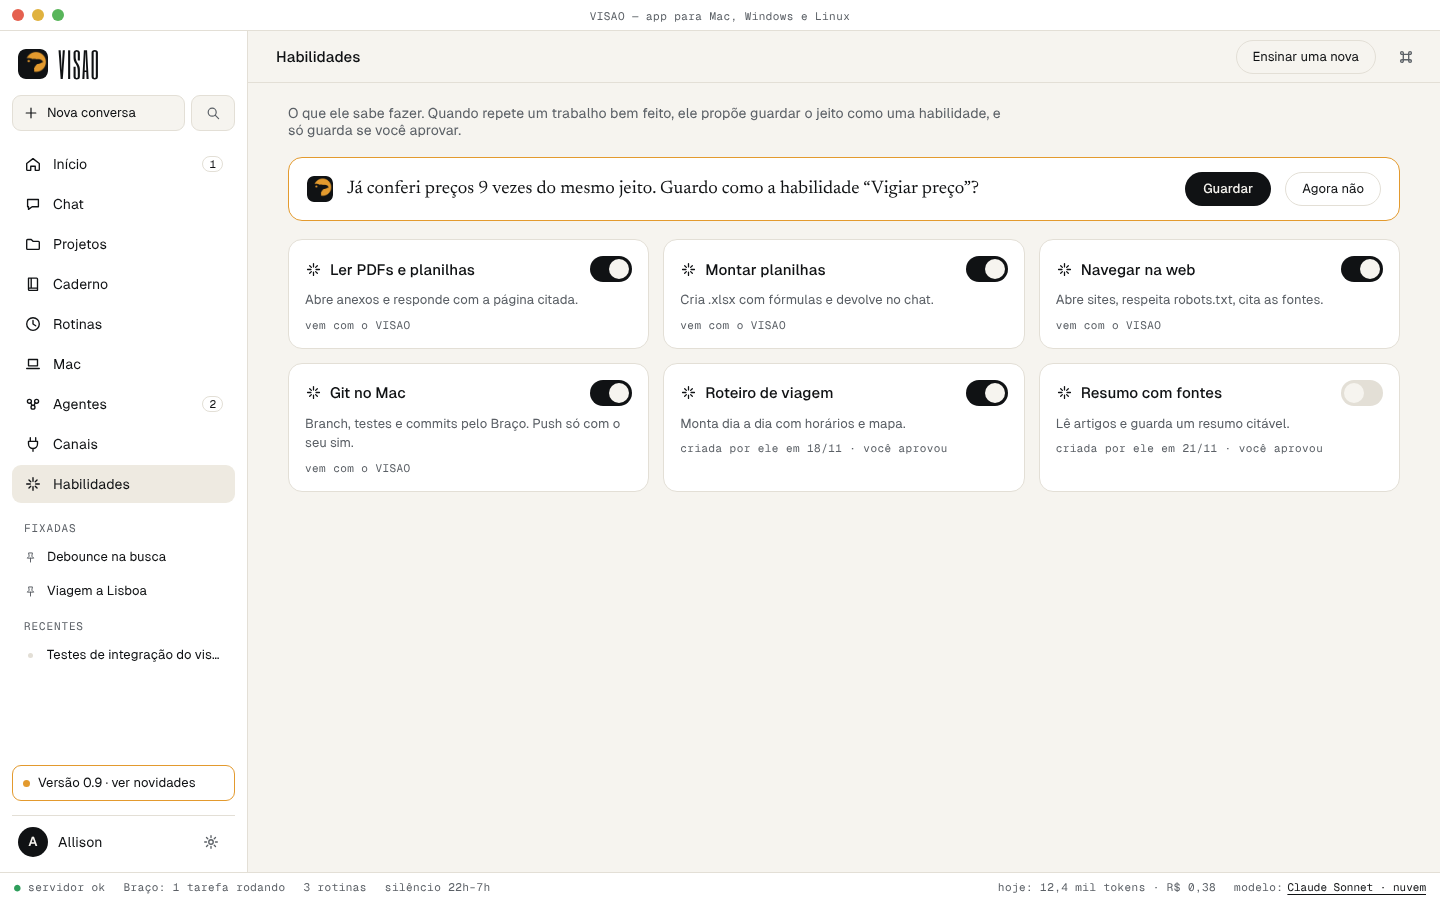 VISAO — app para Mac, Windows e Linux
VISAO
Nova conversa
Início 1
Chat
Projetos
Caderno
Rotinas
Mac
Agentes 2
Canais
Habilidades
FIXADAS
Debounce na busca
Viagem a Lisboa
RECENTES
Testes de integração do vis…
Versão 0.9 · ver novidades
A Allison
Habilidades
Ensinar uma nova
O que ele sabe fazer. Quando repete um trabalho bem feito, ele propõe guardar o jeito como uma habilidade, e
só guarda se você aprovar.
Já conferi preços 9 vezes do mesmo jeito. Guardo como a habilidade “Vigiar preço”?
Guardar
Agora não
Ler PDFs e planilhas
Abre anexos e responde com a página citada.
vem com o VISAO
Montar planilhas
Cria .xlsx com fórmulas e devolve no chat.
vem com o VISAO
Navegar na web
Abre sites, respeita robots.txt, cita as fontes.
vem com o VISAO
Git no Mac
Branch, testes e commits pelo Braço. Push só com o
seu sim.
vem com o VISAO
Roteiro de viagem
Monta dia a dia com horários e mapa.
criada por ele em 18/11 · você aprovou
Resumo com fontes
Lê artigos e guarda um resumo citável.
criada por ele em 21/11 · você aprovou
servidor ok
Braço: 1 tarefa rodando
3 rotinas
silêncio 22h–7h
hoje: 12,4 mil tokens · R$ 0,38
modelo: Claude Sonnet · nuvem